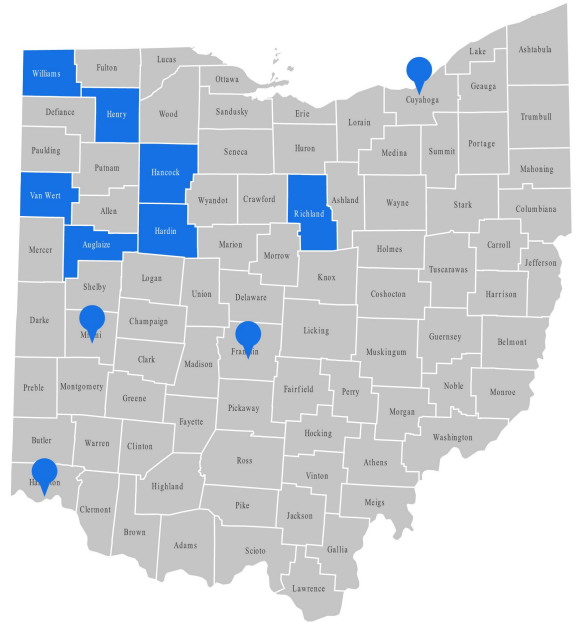 Ashtabula
Lake
Lucas
Fulton
Williams
Ottawa
Geauga
Cuyahoga
Defiance
Henry
Wood
Sandusky
Erie
Lorain
Trumbull
Paulding
Seneca
Huron
Medina
Summit
Portage
Putnam
Hancock
Mahoning
Van Wert
Allen
Wyandot
Crawford
Richland
Ashland
Wayne
Stark
Columbiana
Mercer
Auglaize
Hardin
Marion
Morrow
Holmes
Carroll
Tuscarawas
Jefferson
Shelby
Logan
Union
Delaware
Knox
Coshocton
Harrison
Darke
Miami
Champaign
Franklin
Licking
Muskingum
Guernsey
Belmont
Clark
Madison
Preble
Montgomery
Greene
Fairfield
Perry
Noble
Monroe
Fayette
Pickaway
Morgan
Butler
Warren
Clinton
Hocking
Washington
Ross
Athens
Hamilton
Highland
Vinton
Clermont
Pike
Jackson
Meigs
Brown
Adams
Scioto
Gallia
Lawrence